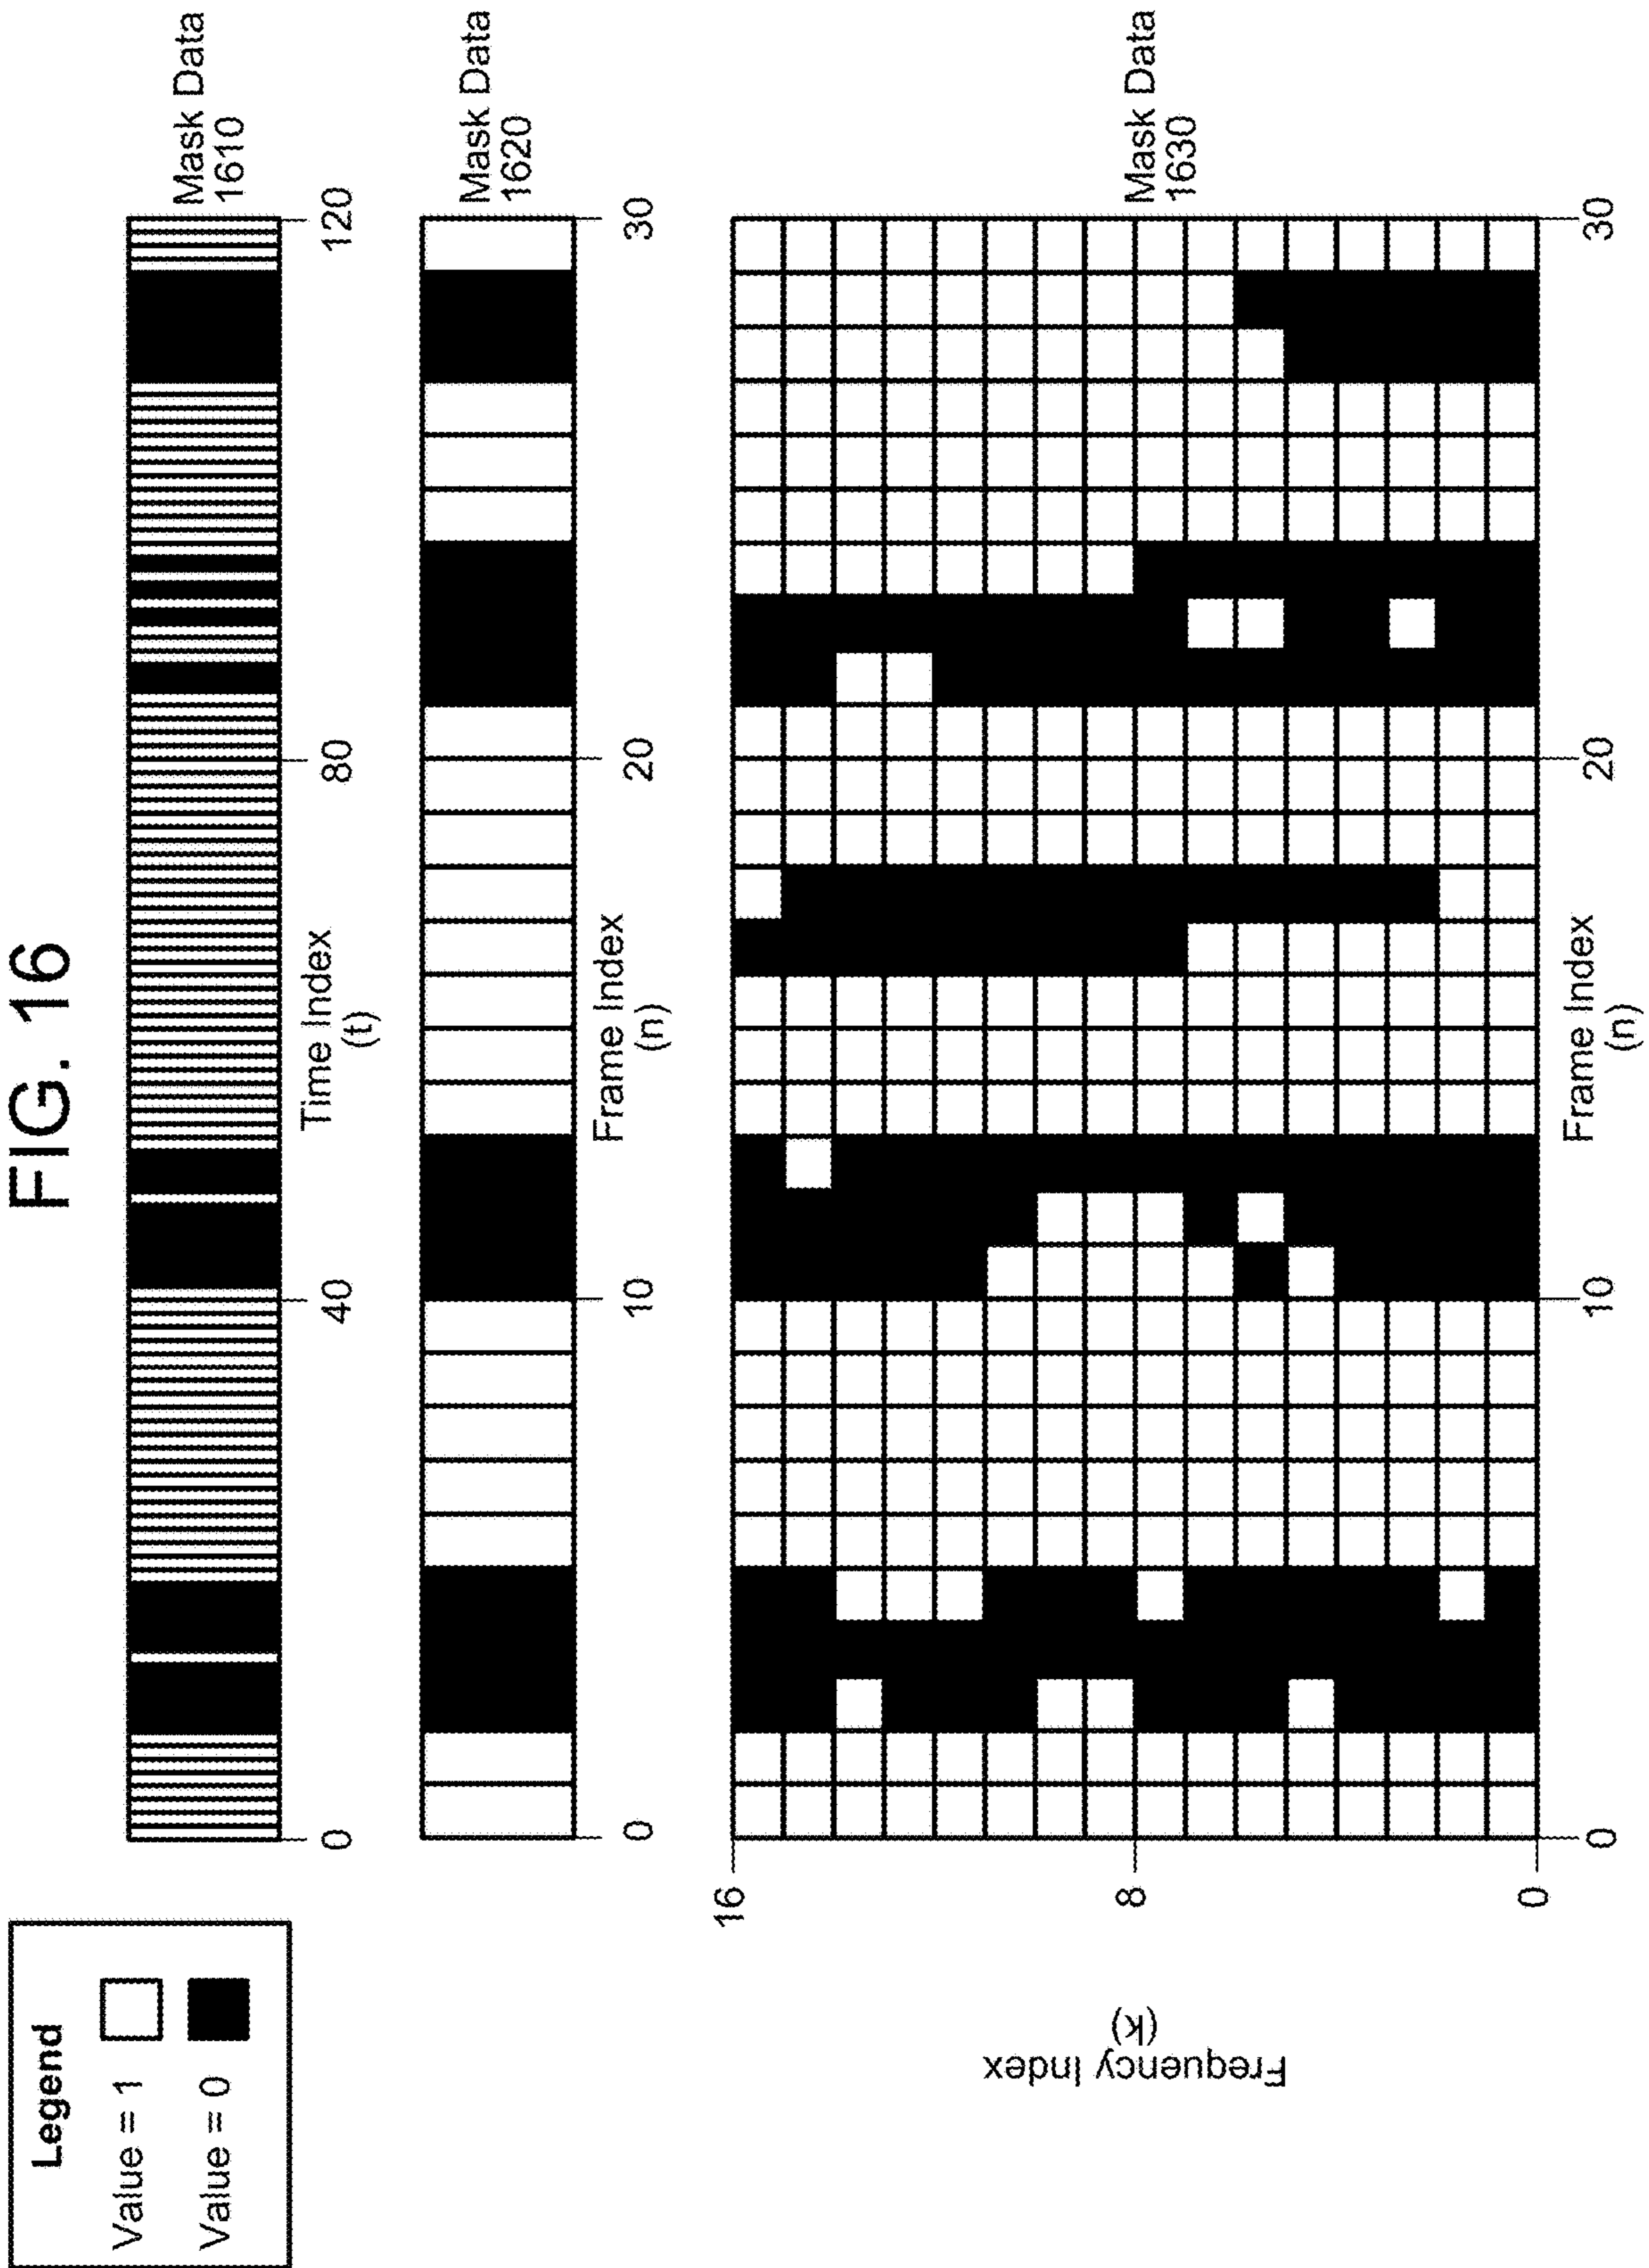 FIG. 16
Legend
Value = 1
Value = 0
Mask Data
1610
0
40
80
120
Time Index
(t)
Mask Data
1620
0
10
20
30
Frame Index
(n)
Mask Data
1630
16
8
0
Frequency Index
(k)
0
10
20
30
Frame Index
(n)